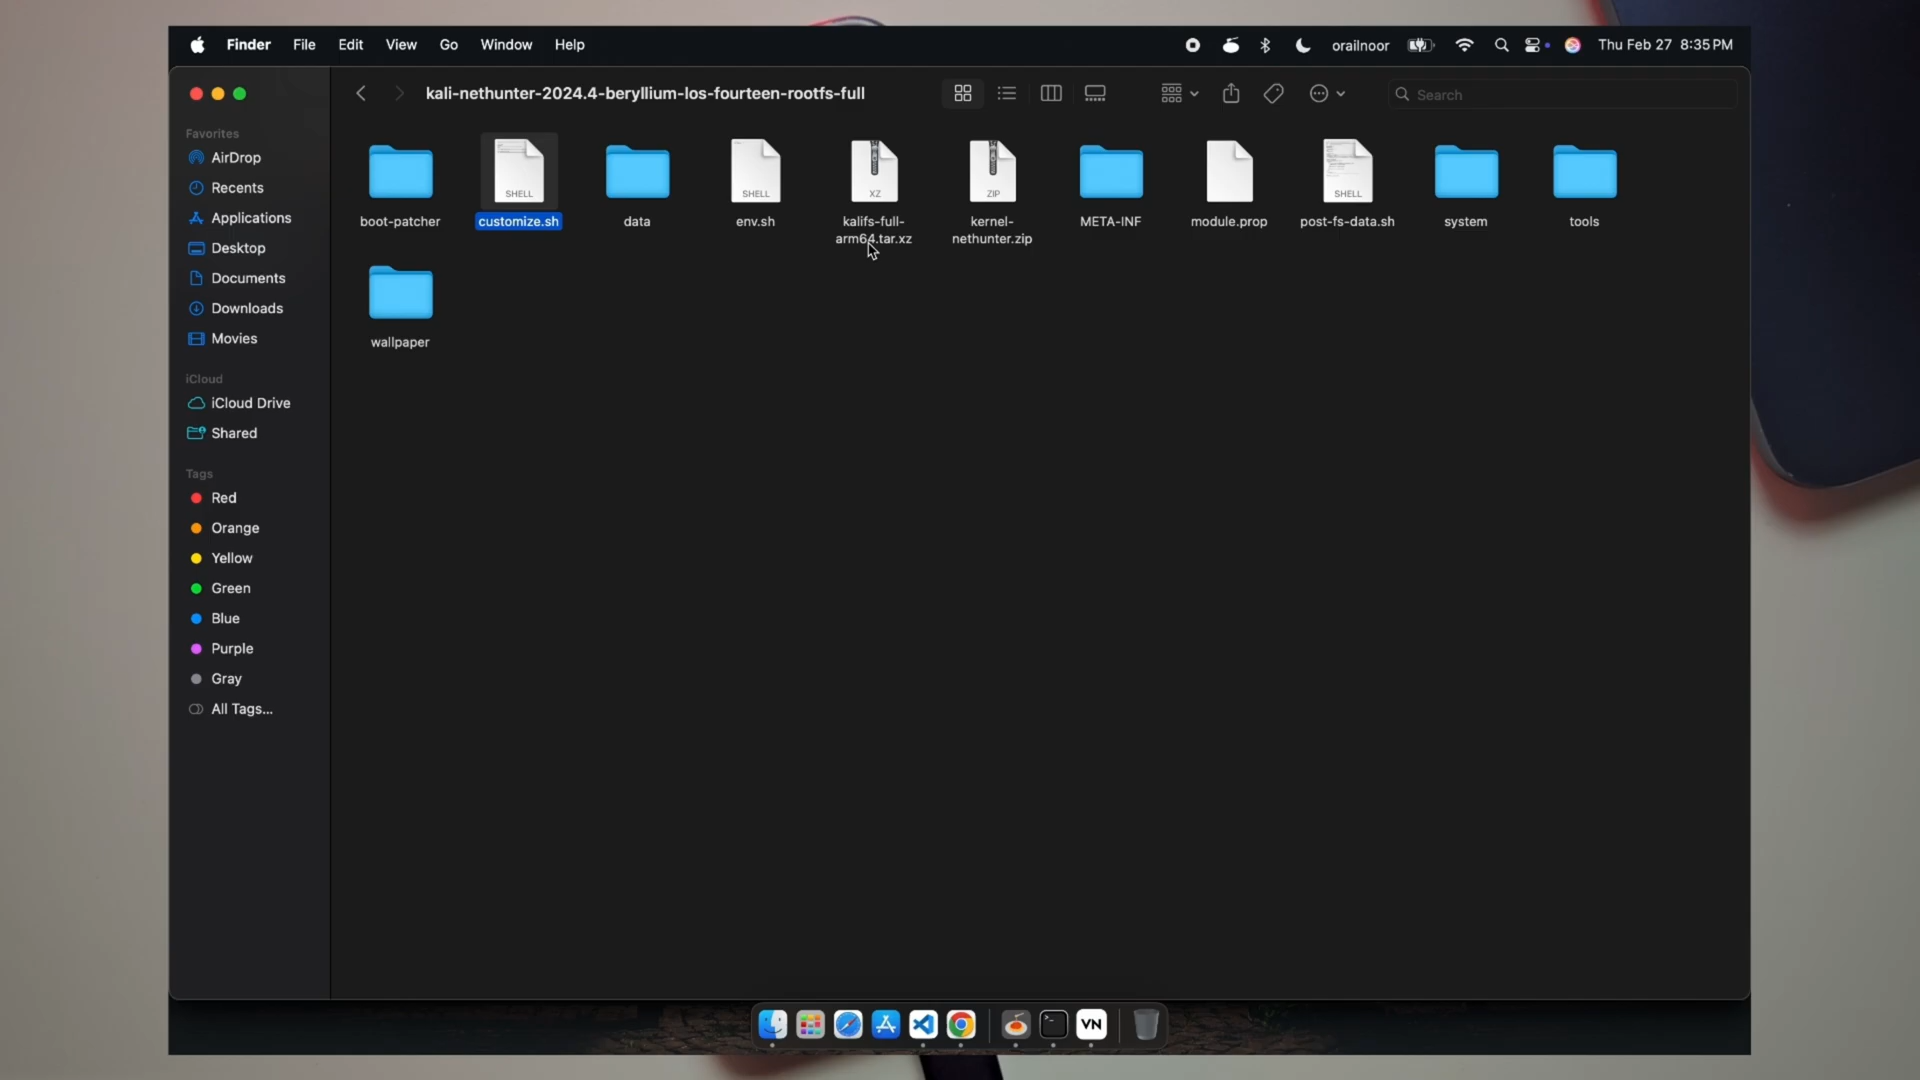 Finder File Edit View Go Window Help orailnoor Thu Feb 27 8:35 PM
kali-nethunter-2024.4-beryllium-los-fourteen-rootfs-full
Search
Favorites
AirDrop
Recents
Applications
Desktop
Documents
Downloads
Movies
iCloud
iCloud Drive
Shared
Tags
Red
Orange
Yellow
Green
Blue
Purple
Gray
All Tags...
SHELL SHELL XZ ZIP SHELL
boot-patcher customize.sh data env.sh kalifs-full- kernel- META-INF module.prop post-fs-data.sh system tools
arm64.tar.xz nethunter.zip
wallpaper
VN